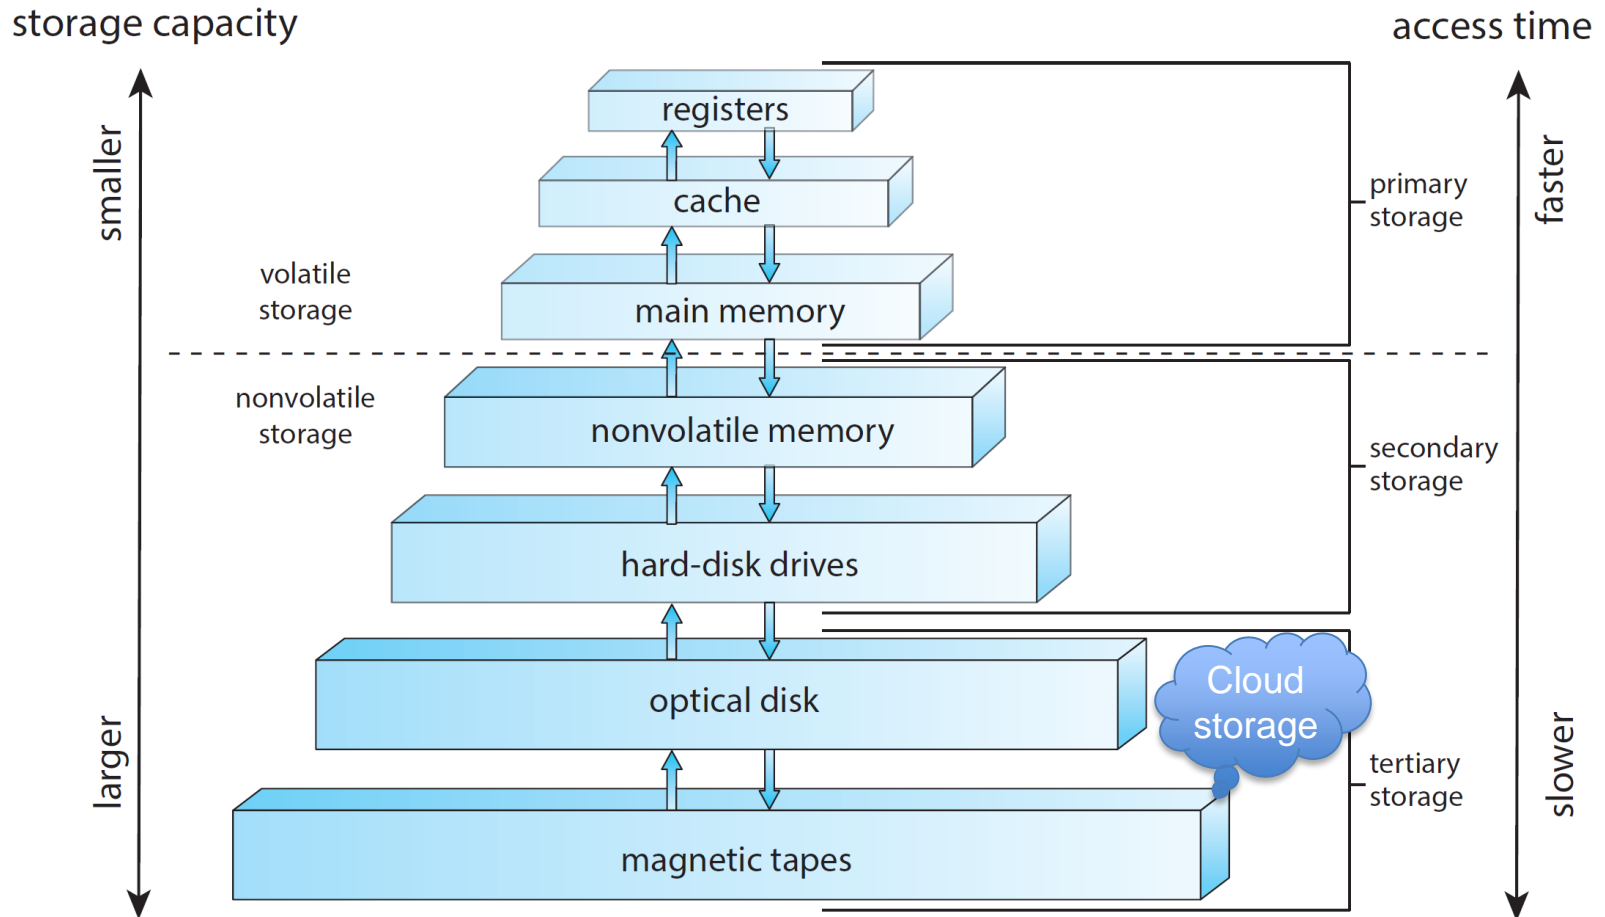 storage capacity
access time
registers
smaller
faster
primary
storage
cache
volatile
storage
main memory
nonvolatile
storage
nonvolatile memory
secondary
storage
hard-disk drives
Cloud
storage
optical disk
larger
slower
tertiary
storage
magnetic tapes